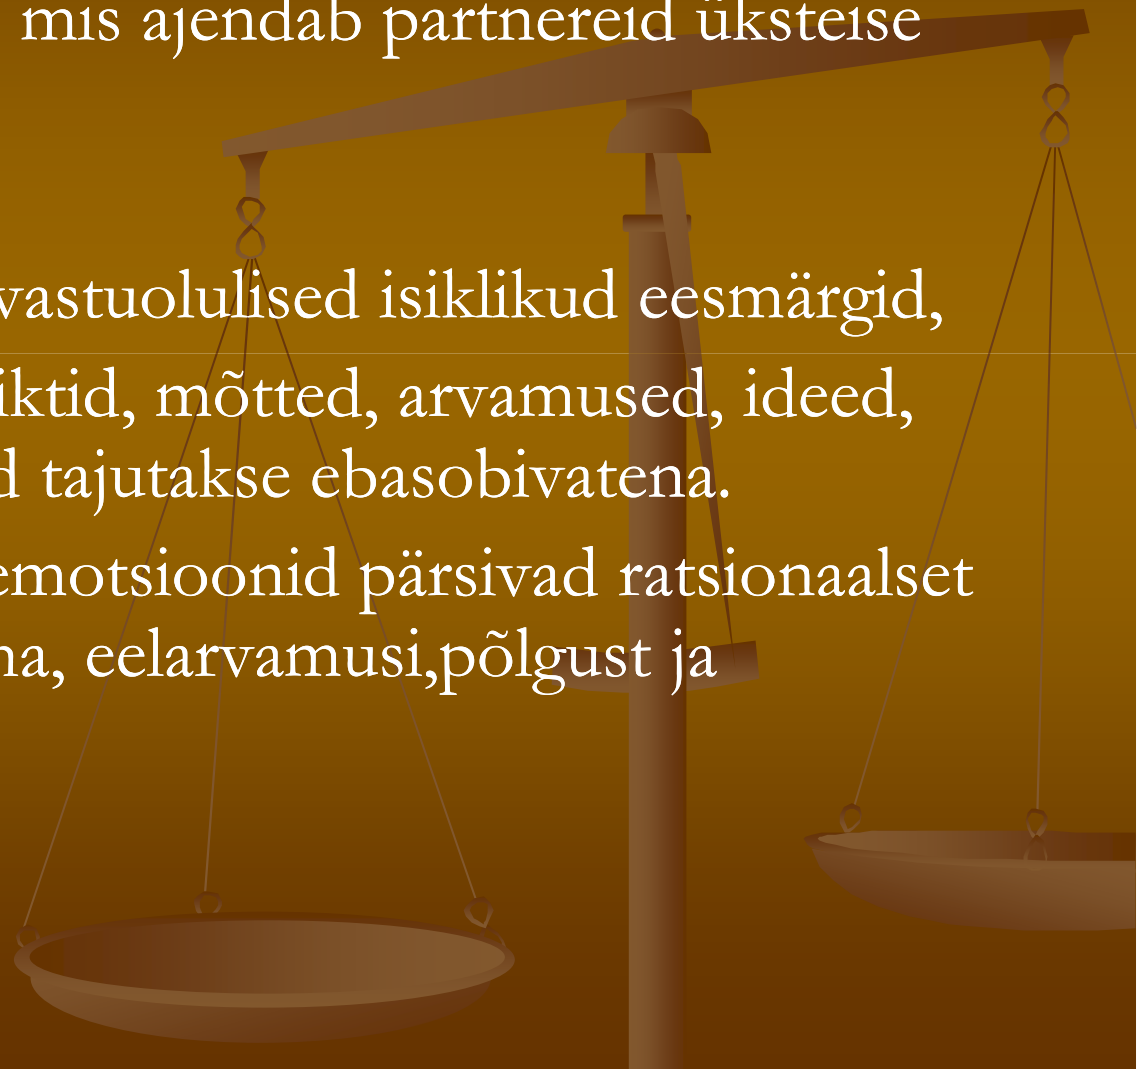 mis ajendab partnereid üksteise
vastuolulised isiklikud eesmärgid,
iktid, mõtted, arvamused, ideed,
d tajutakse ebasobivatena.
emotsioonid pärsivad ratsionaalset
na, eelarvamusi,põlgust ja